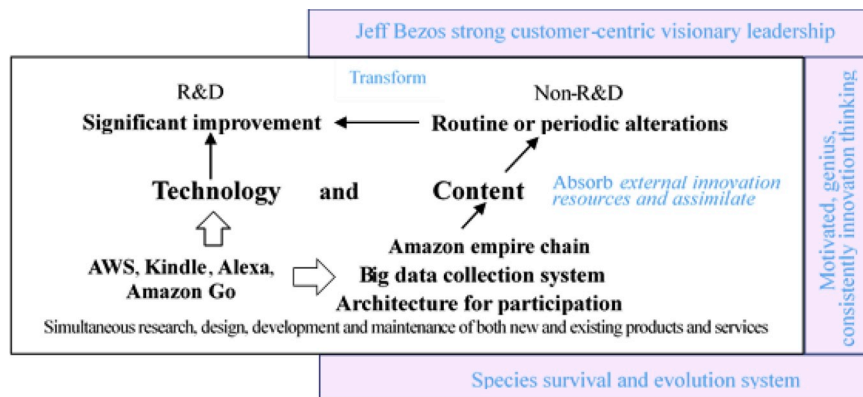 Jeff Bezos strong customer-centric visionary leadership
Transform
R&D
Non-R&D
Significant improvement
Routine or periodic alterations
Technology and Content
Absorb external innovation
resources and assimilate
Amazon empire chain
AWS, Kindle, Alexa,
Amazon Go
Big data collection system
Architecture for participation
Simultaneous research, design, development and maintenance of both new and existing products and services
Motivated, genius,
consistently innovation thinking
Species survival and evolution system